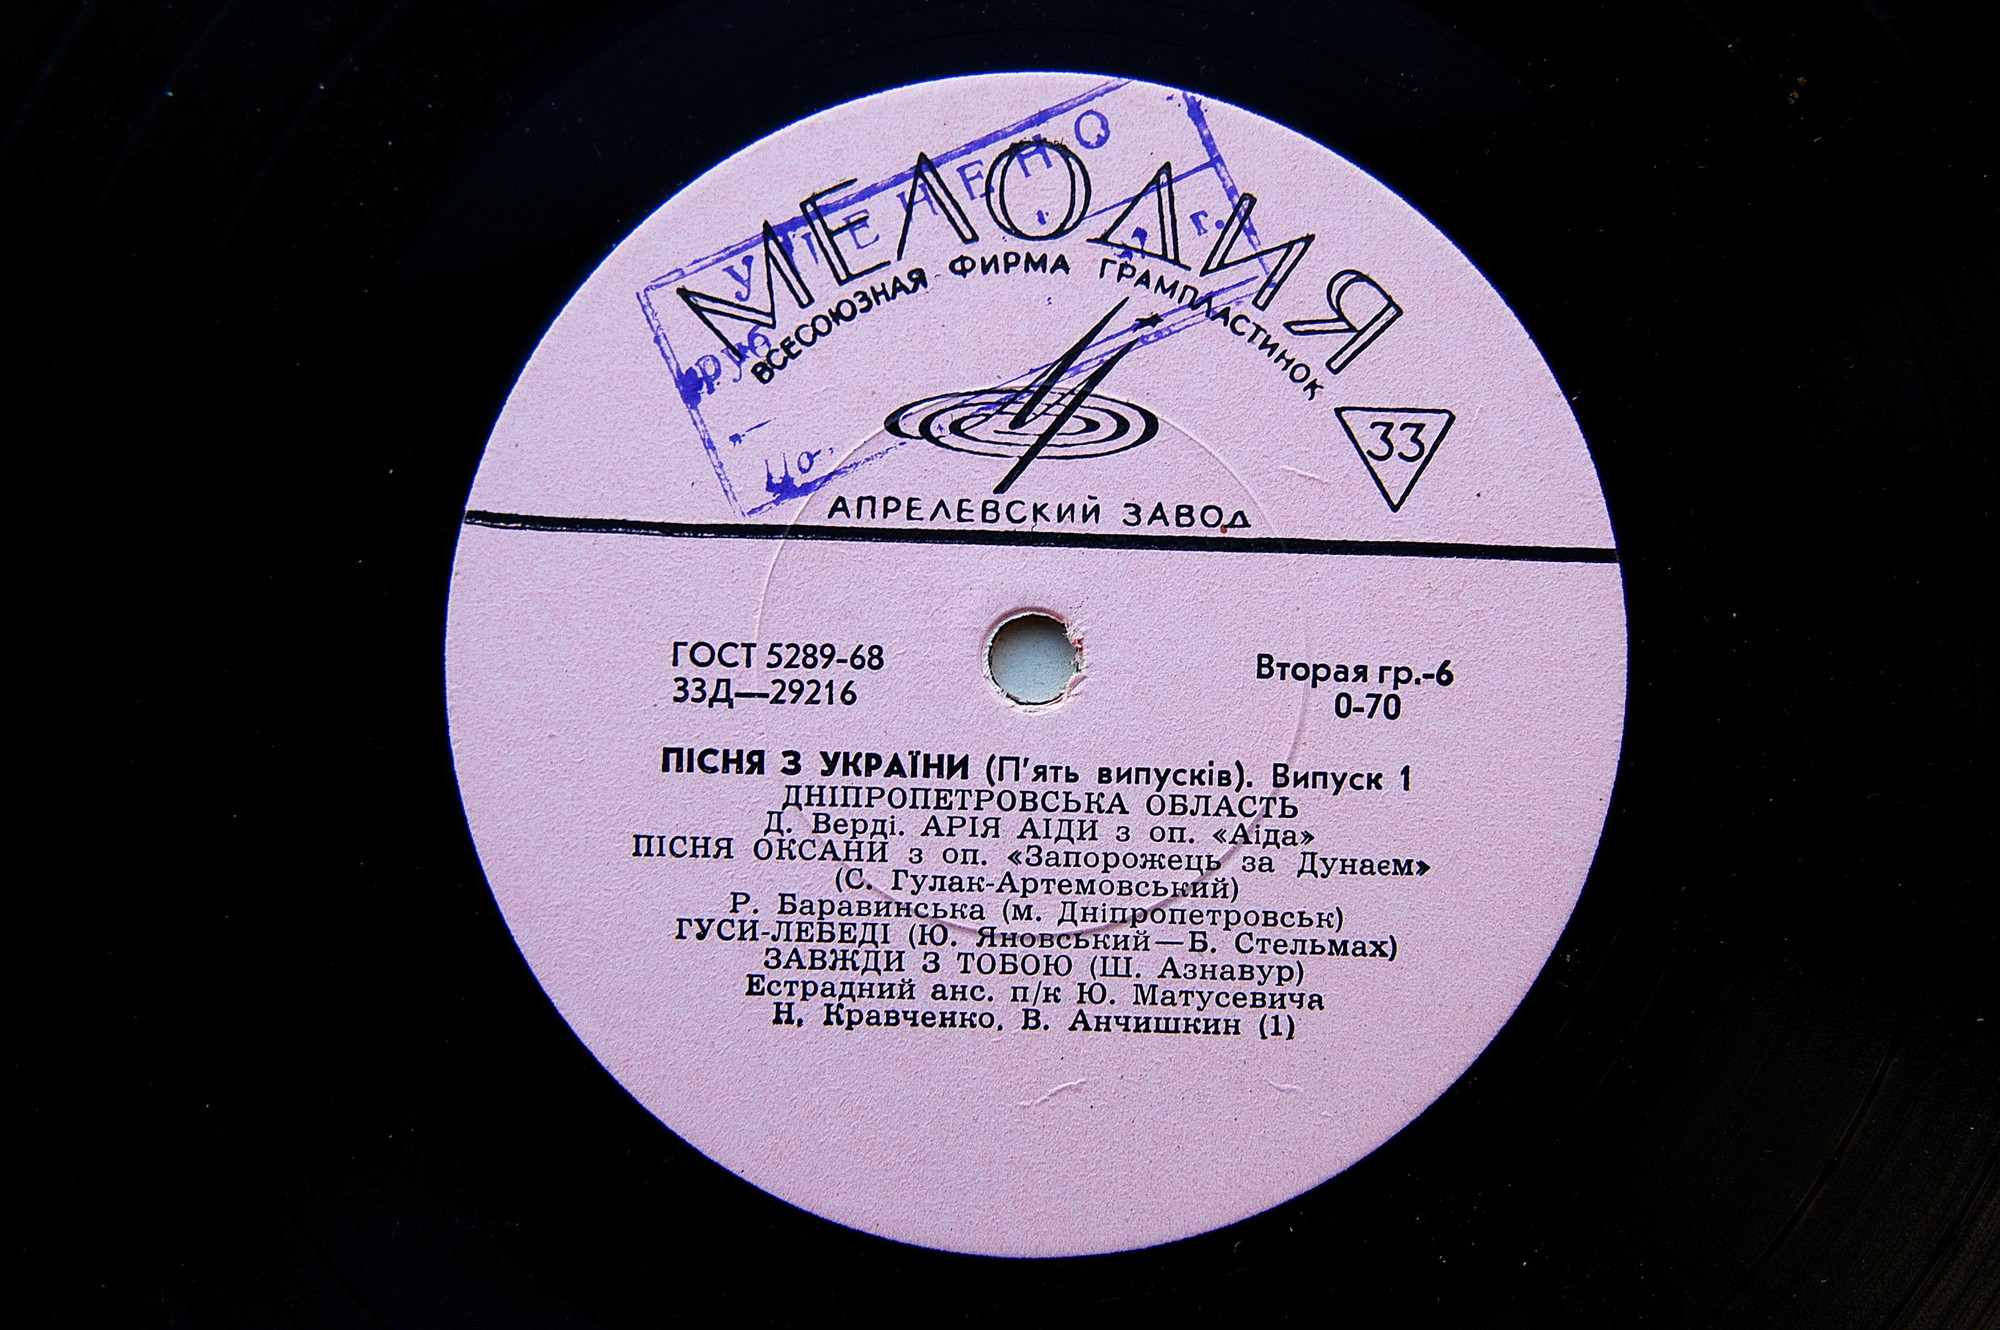 МЕЛОДИЯ
ВСЕСОЮЗНАЯ ФИРМА ГРАМПЛАСТИНОК
33
АПРЕЛЕВСКИЙ ЗАВОД
ГОСТ 5289-68
33Д—29216
Вторая гр.-6
0-70
ПІСНЯ З УКРАЇНИ (П'ять випусків). Випуск 1
ДНІПРОПЕТРОВСЬКА ОБЛАСТЬ
Д. Верді. АРІЯ АІДИ з оп. «Аіда»
ПІСНЯ ОКСАНИ з оп. «Запорожець за Дунаєм»
(С. Гулак-Артемовський)
Р. Баравинська (м. Дніпропетровськ)
ГУСИ-ЛЕБЕДІ (Ю. Яновський—Б. Стельмах)
ЗАВЖДИ З ТОБОЮ (Ш. Азнавур)
Естрадний анс. п/к Ю. Матусевича
Н. Кравченко, В. Анчишкин (1)